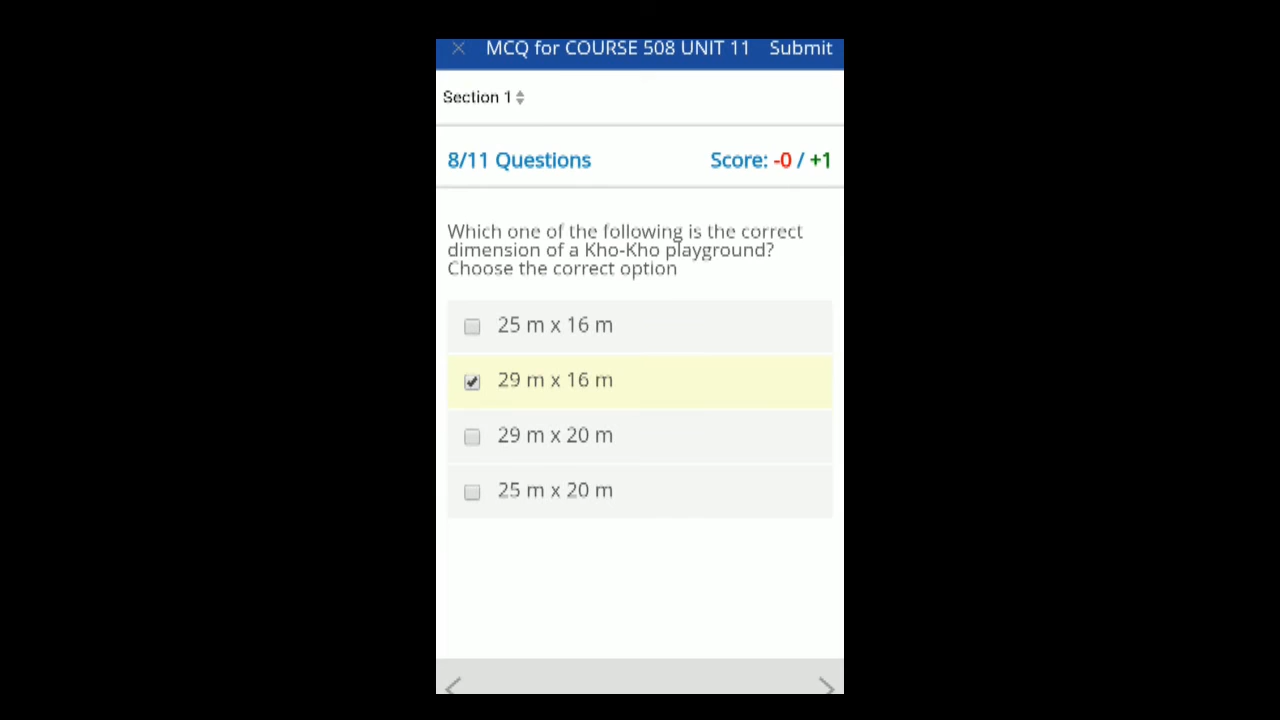 MCQ for COURSE 508 UNIT 11 Submit
Section 1
8/11 Questions Score: -0 / +1
Which one of the following is the correct
dimension of a Kho-Kho playground?
Choose the correct option
25 m x 16 m
29 m x 16 m
29 m x 20 m
25 m x 20 m